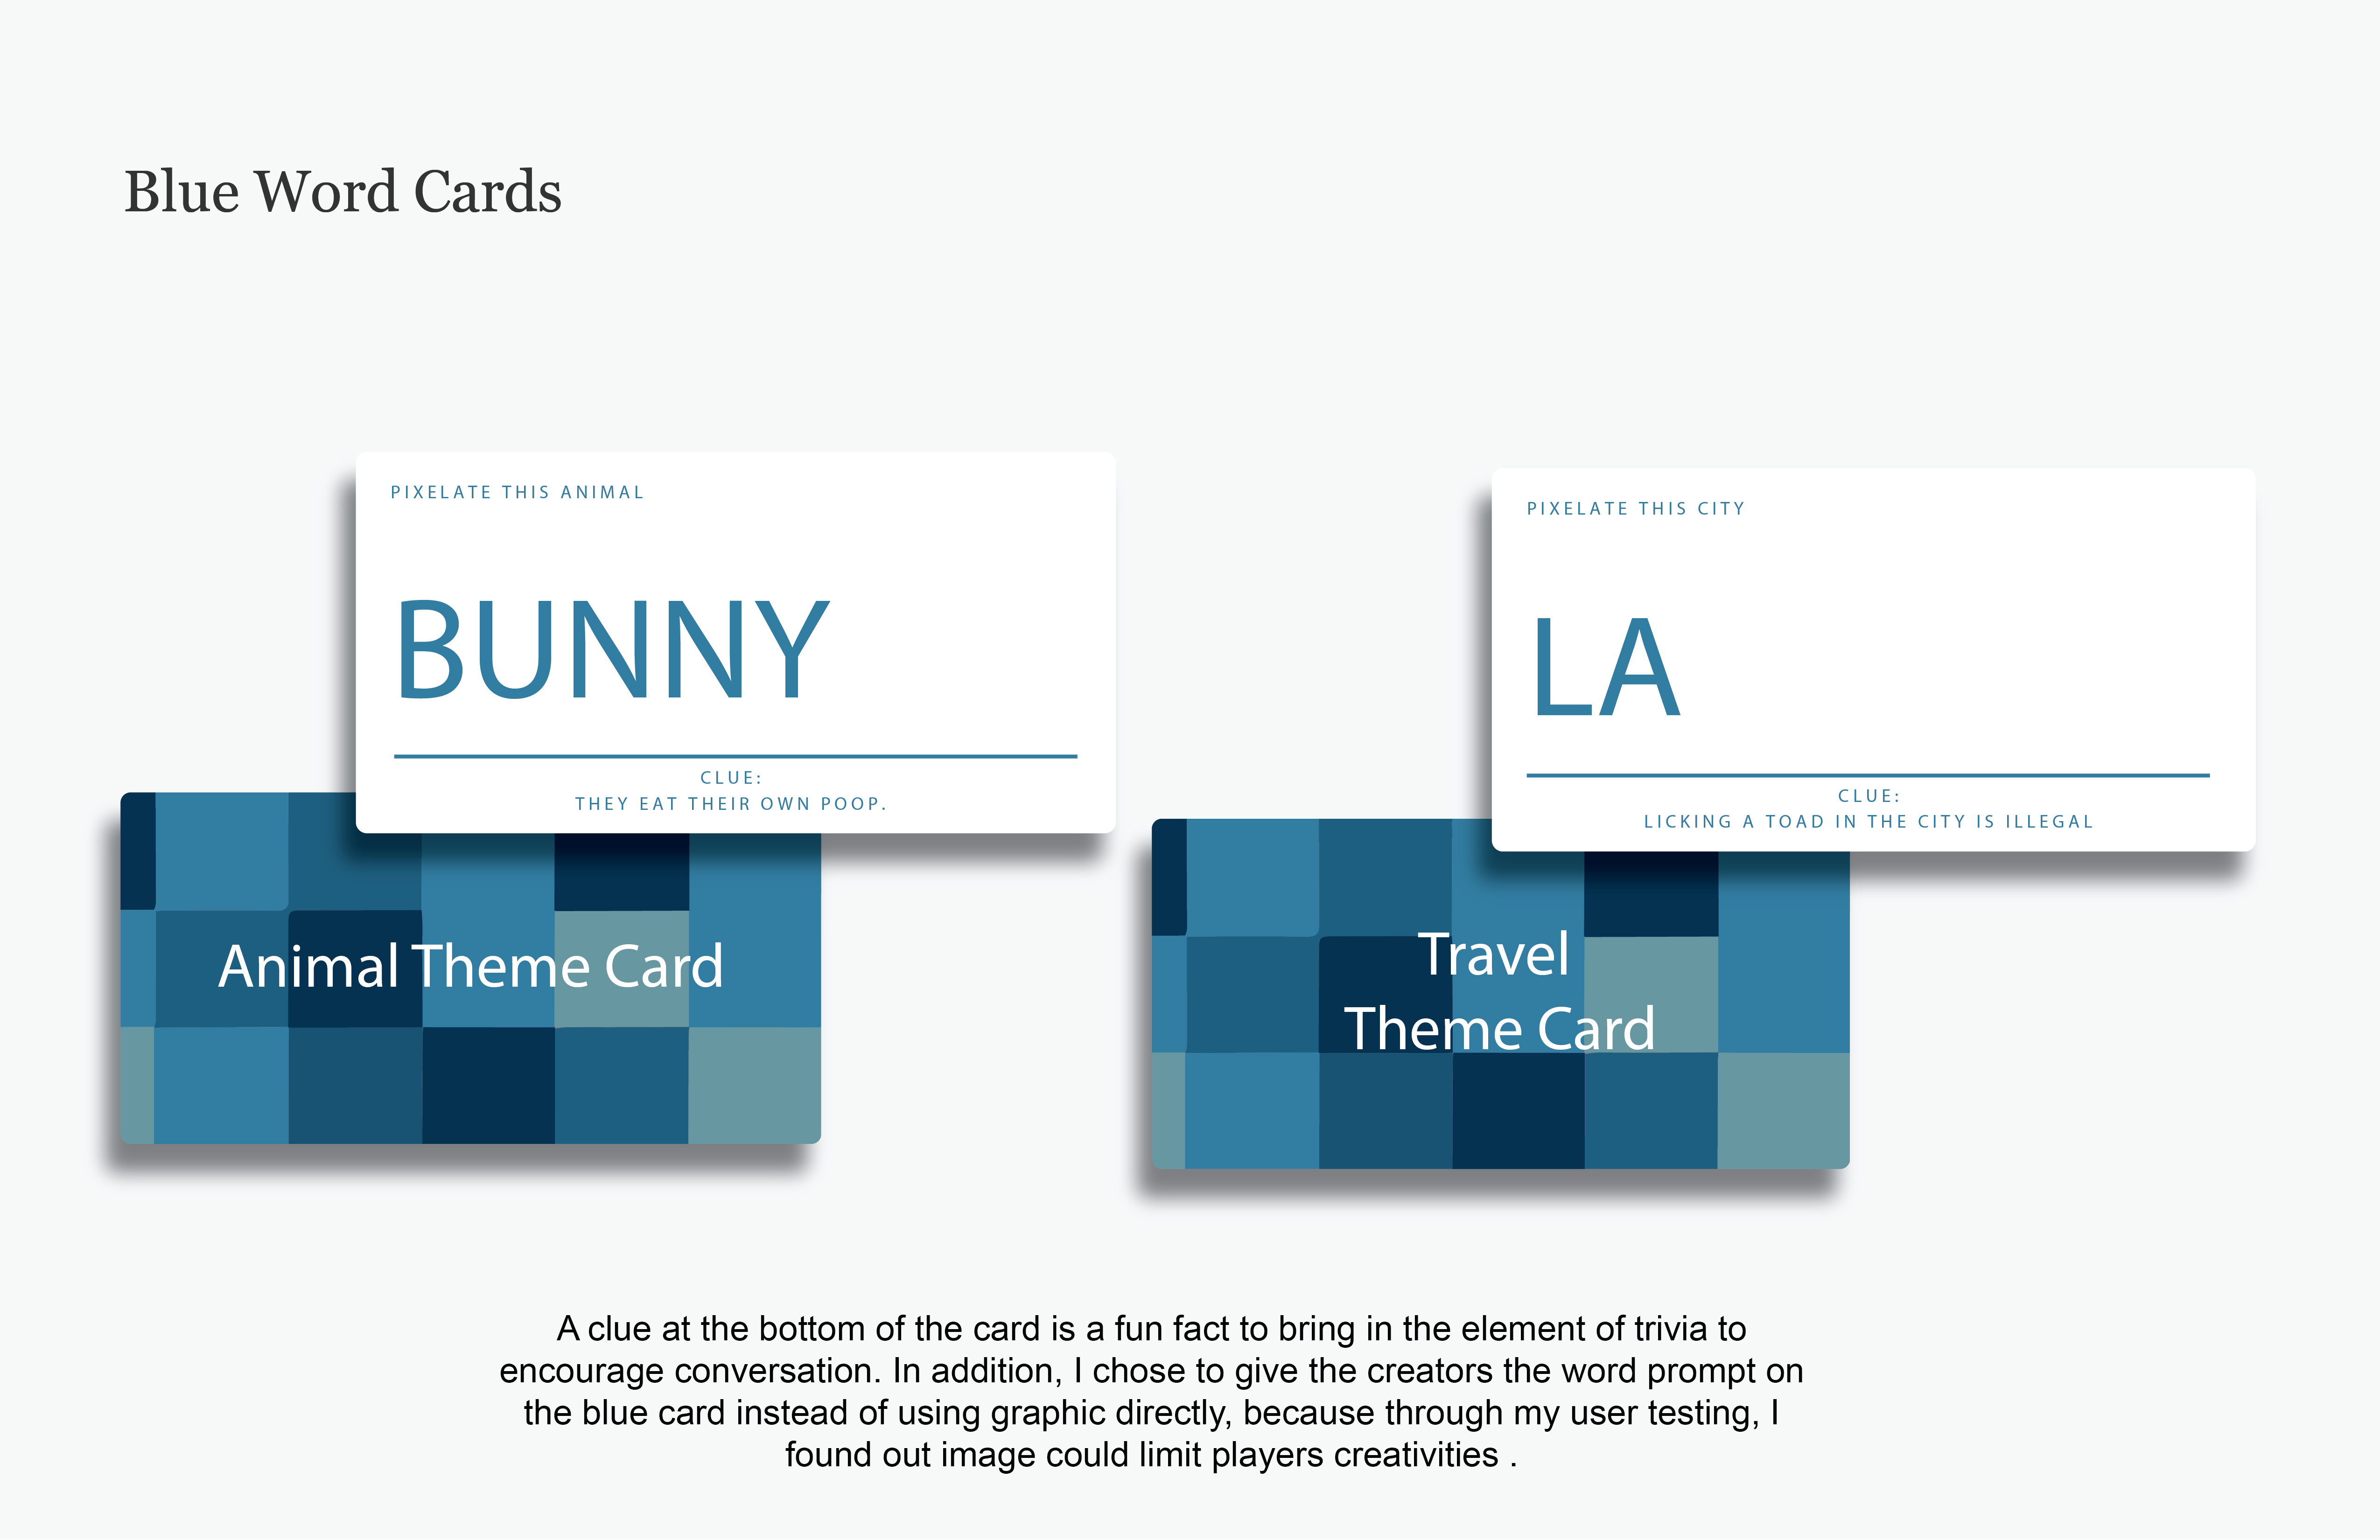 Blue Word Cards
PIXELATE THIS ANIMAL
BUNNY
CLUE:
THEY EAT THEIR OWN POOP.
Animal Theme Card
PIXELATE THIS CITY
LA
CLUE:
LICKING A TOAD IN THE CITY IS ILLEGAL
Travel
Theme Card
A clue at the bottom of the card is a fun fact to bring in the element of trivia to
encourage conversation. In addition, I chose to give the creators the word prompt on
the blue card instead of using graphic directly, because through my user testing, I
found out image could limit players creativities .